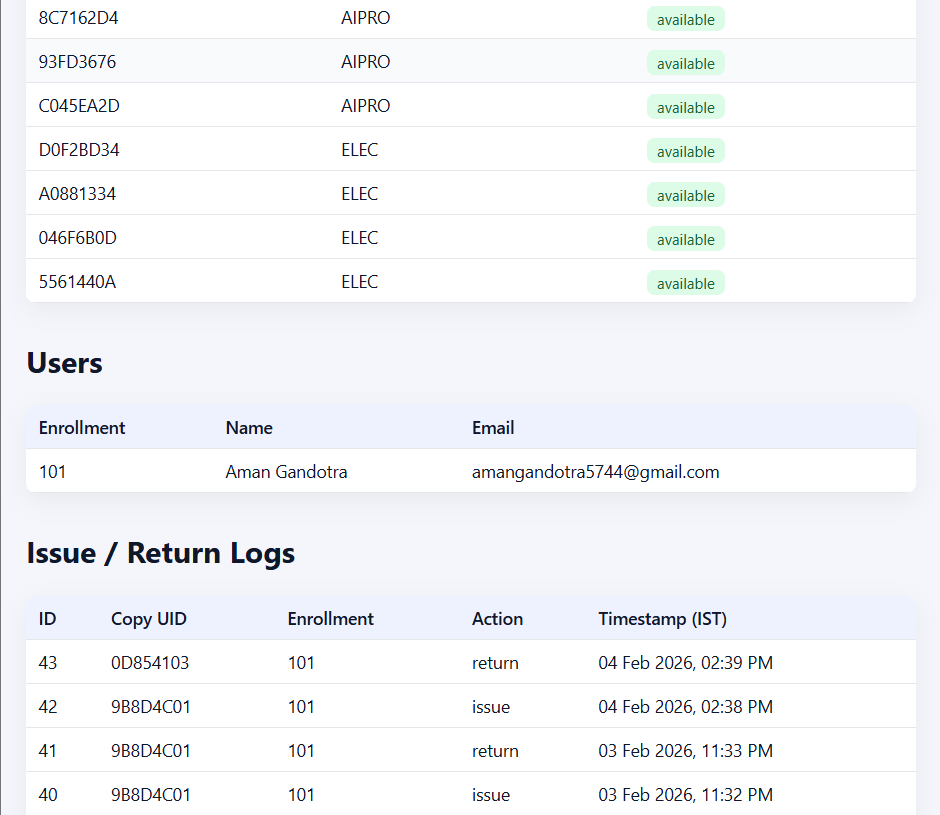 8C7162D4 AIPRO available
93FD3676 AIPRO available
C045EA2D AIPRO available
D0F2BD34 ELEC available
A0881334 ELEC available
046F6B0D ELEC available
5561440A ELEC available
Users
Enrollment Name Email
101 Aman Gandotra amangandotra5744@gmail.com
Issue / Return Logs
ID Copy UID Enrollment Action Timestamp (IST)
43 0D854103 101 return 04 Feb 2026, 02:39 PM
42 9B8D4C01 101 issue 04 Feb 2026, 02:38 PM
41 9B8D4C01 101 return 03 Feb 2026, 11:33 PM
40 9B8D4C01 101 issue 03 Feb 2026, 11:32 PM